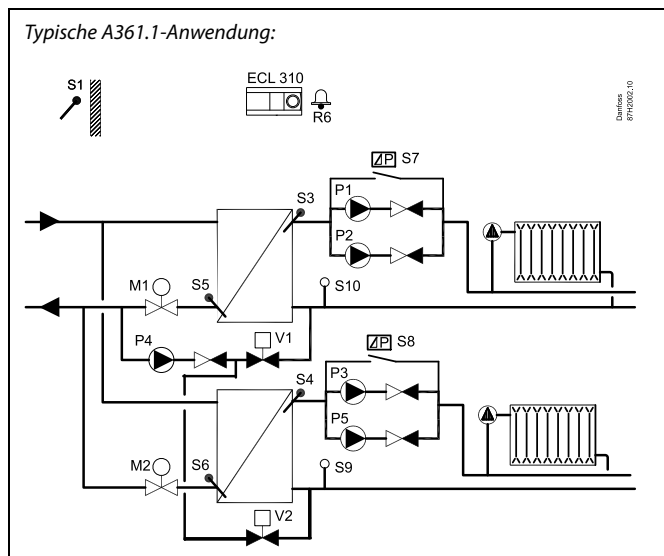 Typische A361.1-Anwendung:
S1
ECL 310
R6
Danfoss
87H2002.10
S7
S3
P1
P2
M1
S5
S10
P4
V1
S8
S4
P3
P5
M2
S6
S9
V2